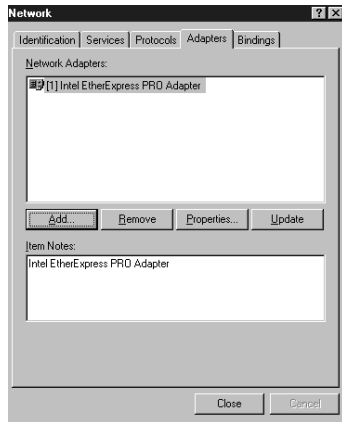 Network
Identification Services Protocols Adapters Bindings
Network Adapters:
[1] Intel EtherExpress PRO Adapter
Add... Remove Properties... Update
Item Notes:
Intel EtherExpress PRO Adapter
Close Cancel